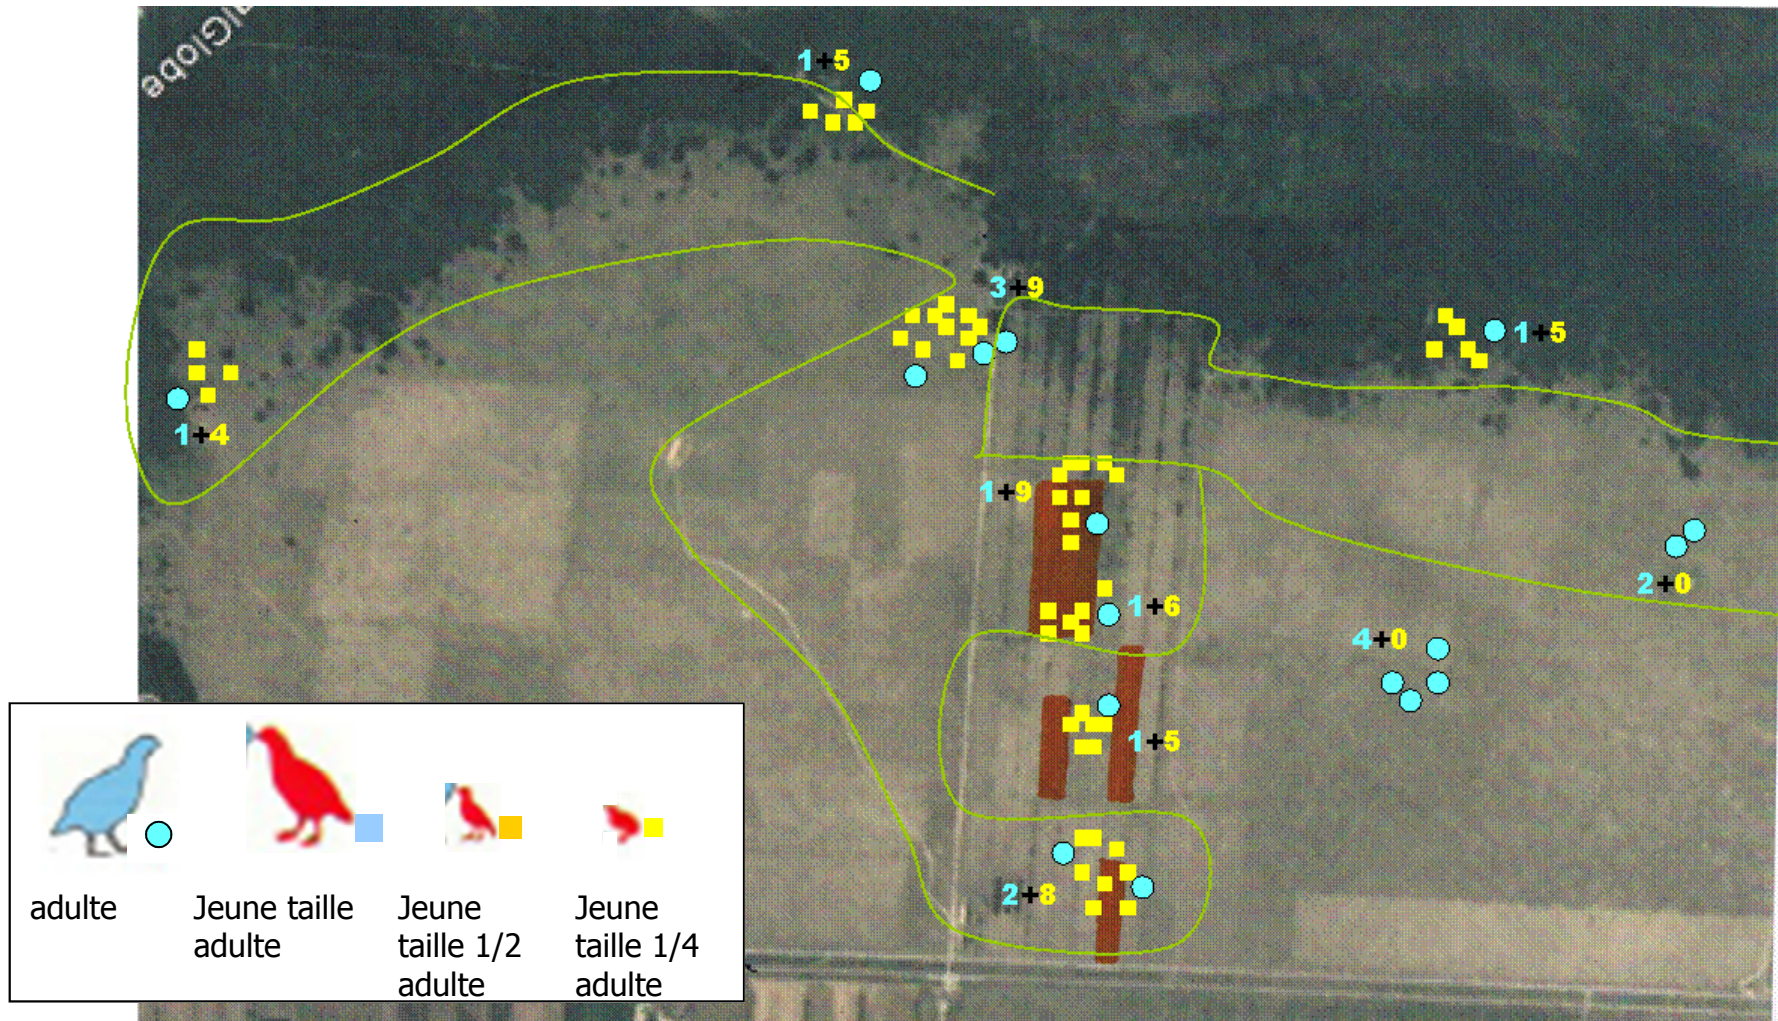 iGlobe
1+5
3+9
1+5
1+4
1+9
2+0
1+6
4+0
1+5
2+8
adulte
Jeune taille
adulte
Jeune
taille 1/2
adulte
Jeune
taille 1/4
adulte